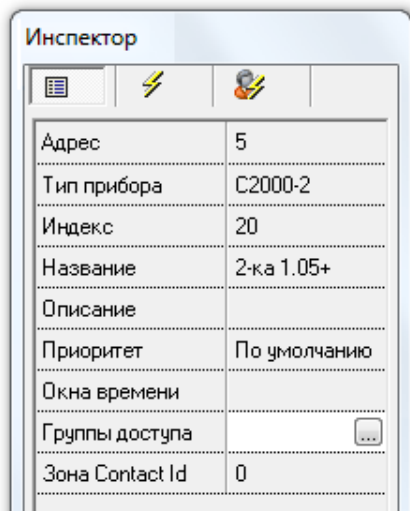 Инспектор
Адрес 5
Тип прибора С2000-2
Индекс 20
Название 2-ка 1.05+
Описание
Приоритет По умолчанию
Окна времени
Группы доступа ...
Зона Contact Id 0